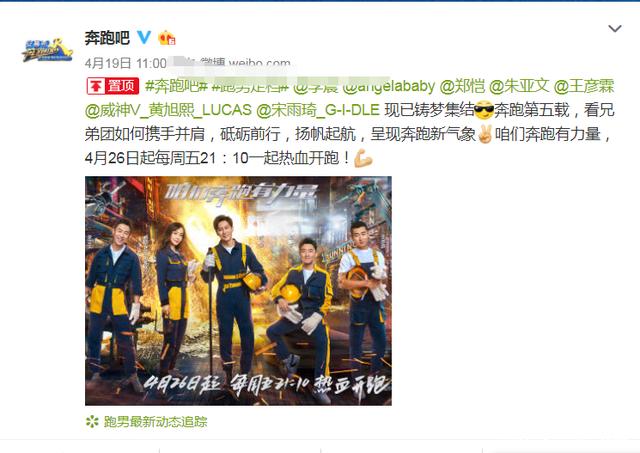 奔跑吧
4月19日 11:00 微博 weibo.com
置顶 #奔跑吧# #跑男定档# @李晨 @angelababy @郑恺 @朱亚文 @王彦霖
@威神V_黄旭熙_LUCAS @宋雨琦_G-I-DLE 现已铸梦集结😎奔跑第五载，看兄
弟团如何携手并肩，砥砺前行，扬帆起航，呈现奔跑新气象✌咱们奔跑有力量，
4月26日起每周五21：10一起热血开跑！💪
咱们奔跑有力量
RUNNING
4月26日起 每周五21:10 热血开跑
跑男最新动态追踪